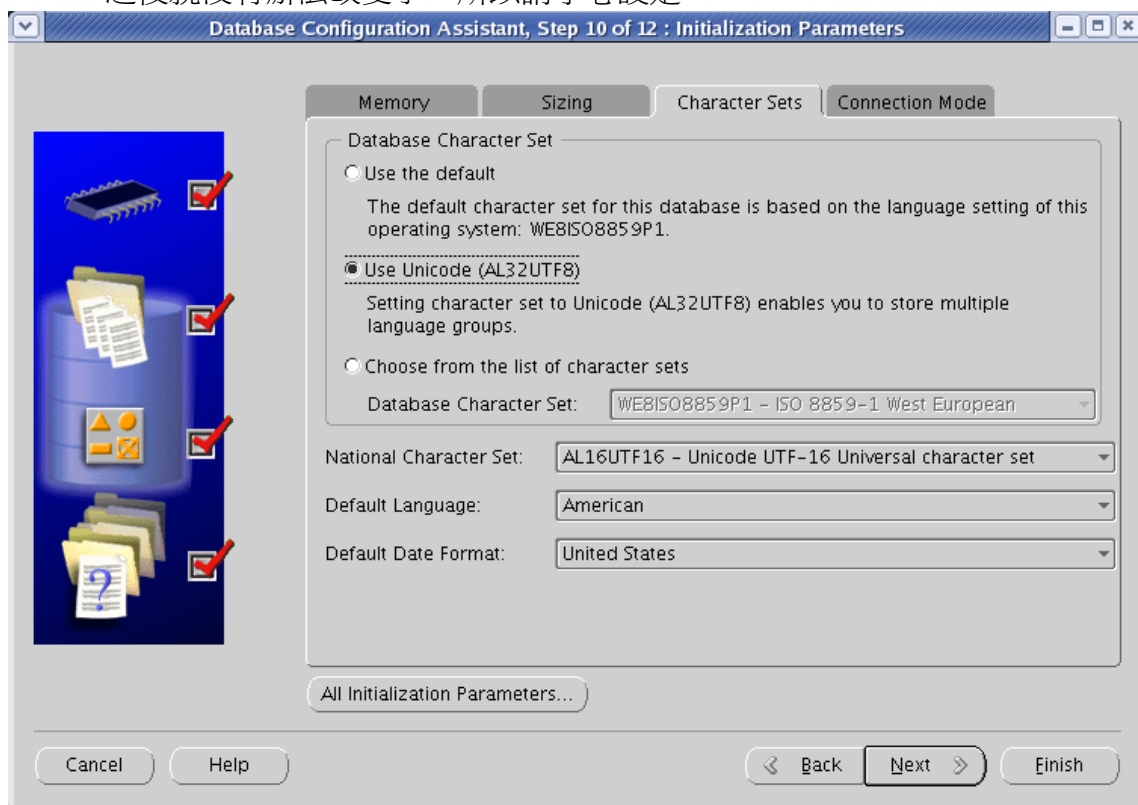 Database Configuration Assistant, Step 10 of 12 : Initialization Parameters
Memory
Sizing
Character Sets
Connection Mode
Database Character Set
Use the default
The default character set for this database is based on the language setting of this
operating system: WE8ISO8859P1.
Use Unicode (AL32UTF8)
Setting character set to Unicode (AL32UTF8) enables you to store multiple
language groups.
Choose from the list of character sets
Database Character Set: WE8ISO8859P1 - ISO 8859-1 West European
National Character Set: AL16UTF16 - Unicode UTF-16 Universal character set
Default Language: American
Default Date Format: United States
?
All Initialization Parameters...
Cancel
Help
Back
Next
Finish